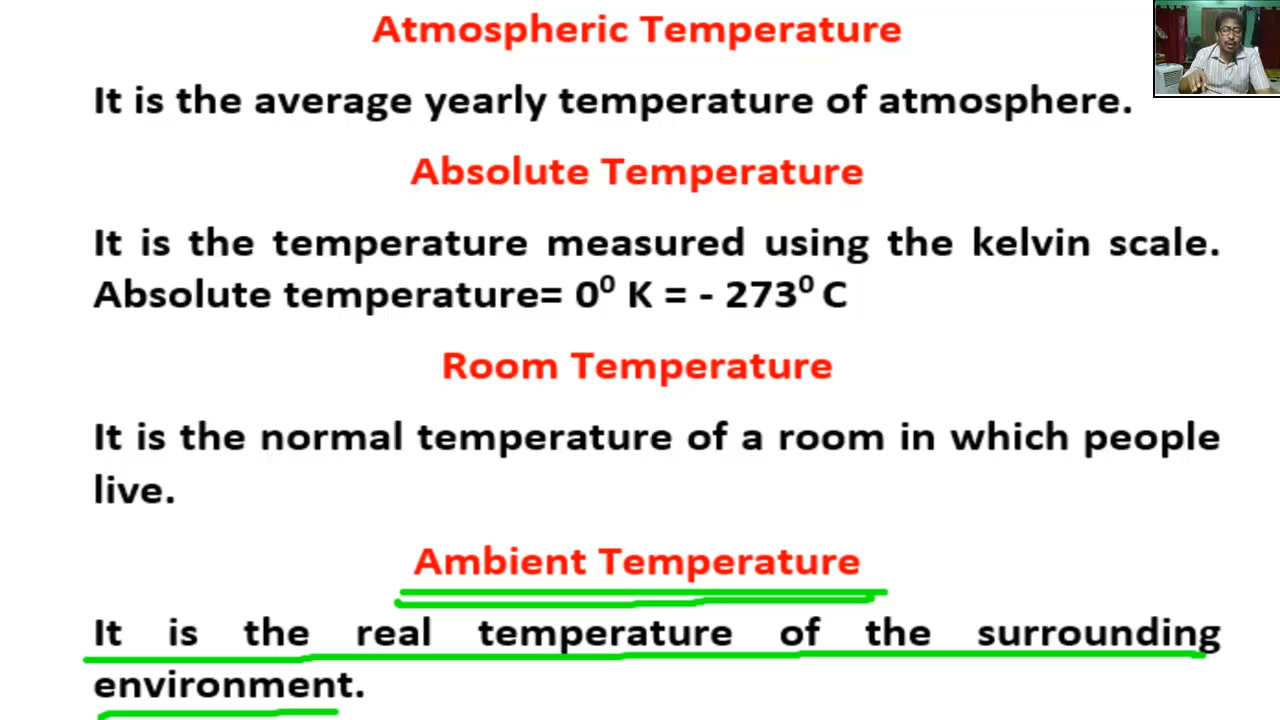 Atmospheric Temperature
It is the average yearly temperature of atmosphere.
Absolute Temperature
It is the temperature measured using the kelvin scale.
Absolute temperature= 0⁰ K = - 273⁰ C
Room Temperature
It is the normal temperature of a room in which people
live.
Ambient Temperature
It is the real temperature of the surrounding
environment.